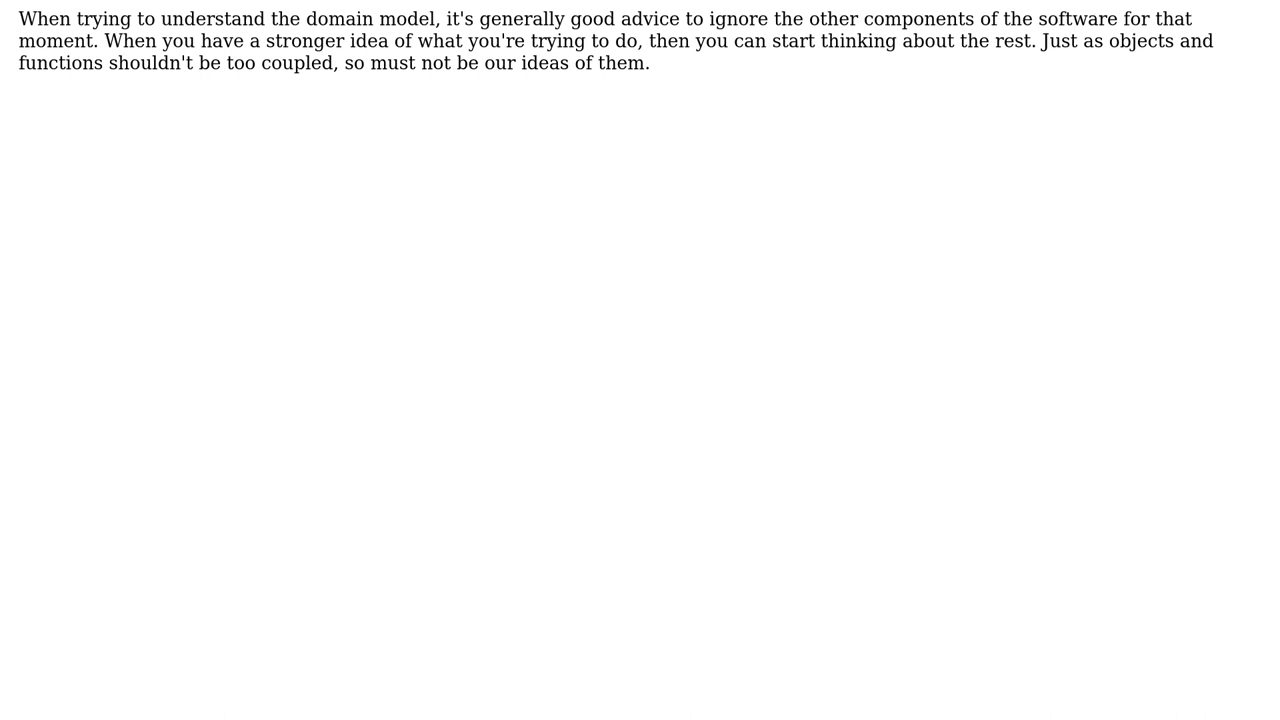 When trying to understand the domain model, it's generally good advice to ignore the other components of the software for that
moment. When you have a stronger idea of what you're trying to do, then you can start thinking about the rest. Just as objects and
functions shouldn't be too coupled, so must not be our ideas of them.